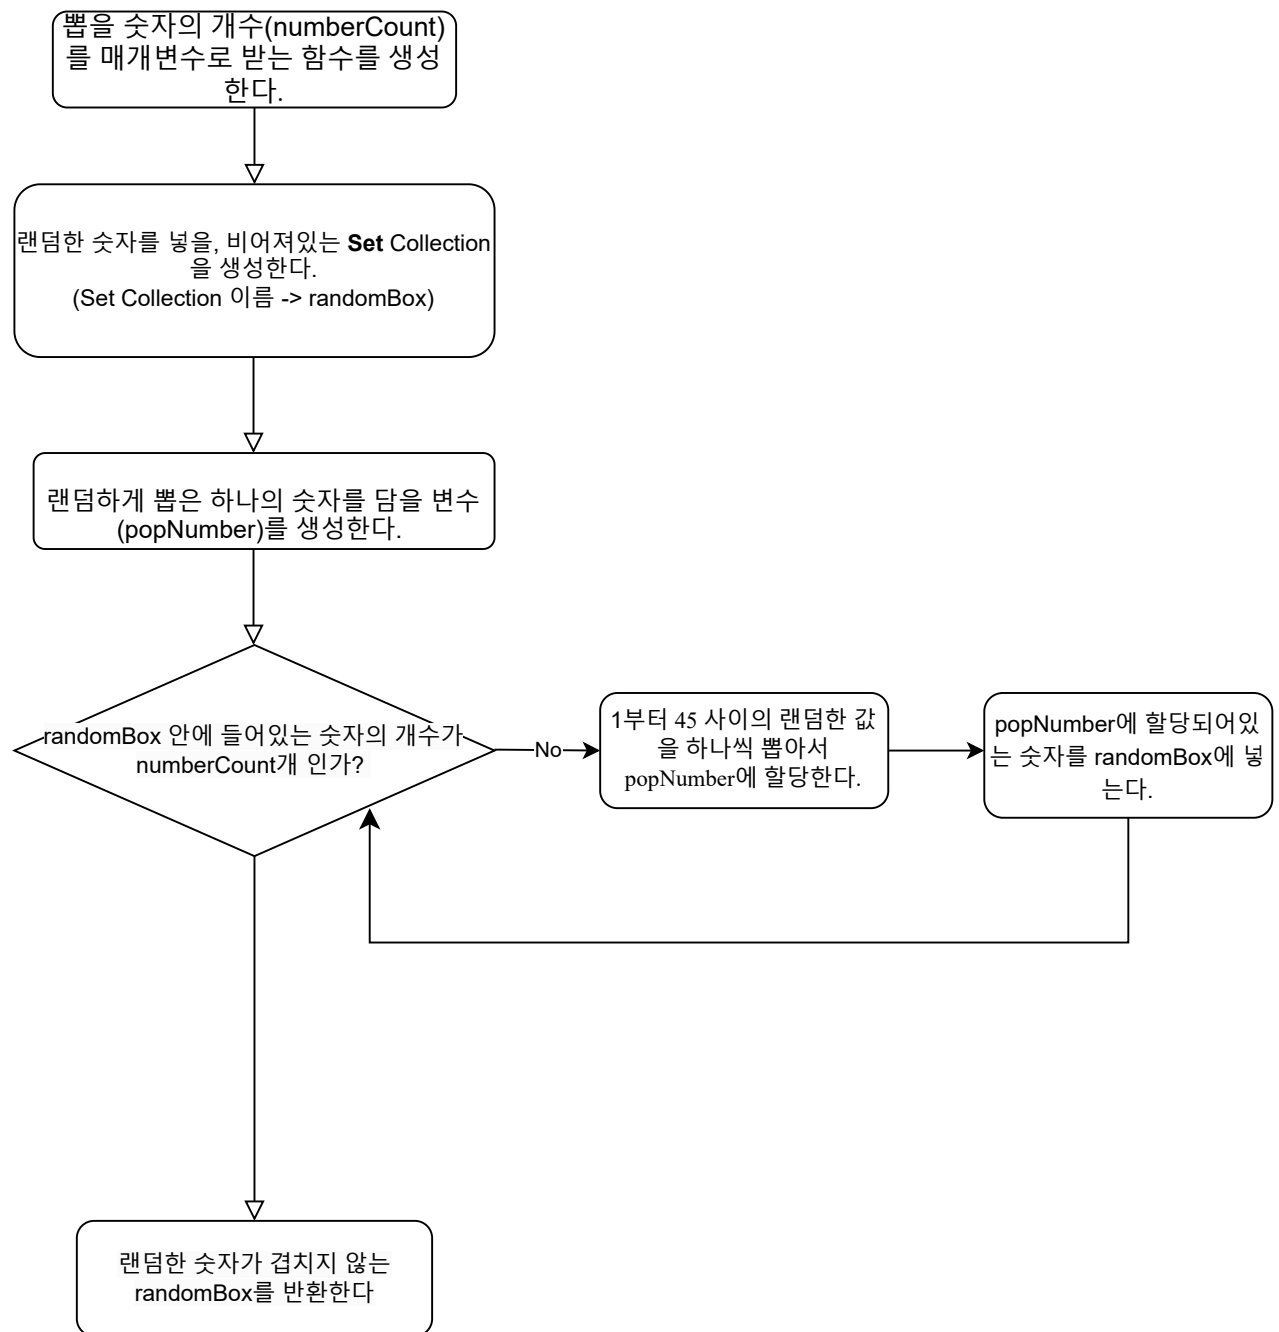 뽑을 숫자의 개수(numberCount)
를 매개변수로 받는 함수를 생성
한다.
랜덤한 숫자를 넣을, 비어져있는 Set Collection
을 생성한다.
(Set Collection 이름 -> randomBox)
랜덤하게 뽑은 하나의 숫자를 담을 변수
(popNumber)를 생성한다.
randomBox 안에 들어있는 숫자의 개수가
numberCount개 인가?
No
1부터 45 사이의 랜덤한 값
을 하나씩 뽑아서
popNumber에 할당한다.
popNumber에 할당되어있
는 숫자를 randomBox에 넣
는다.
랜덤한 숫자가 겹치지 않는
randomBox를 반환한다